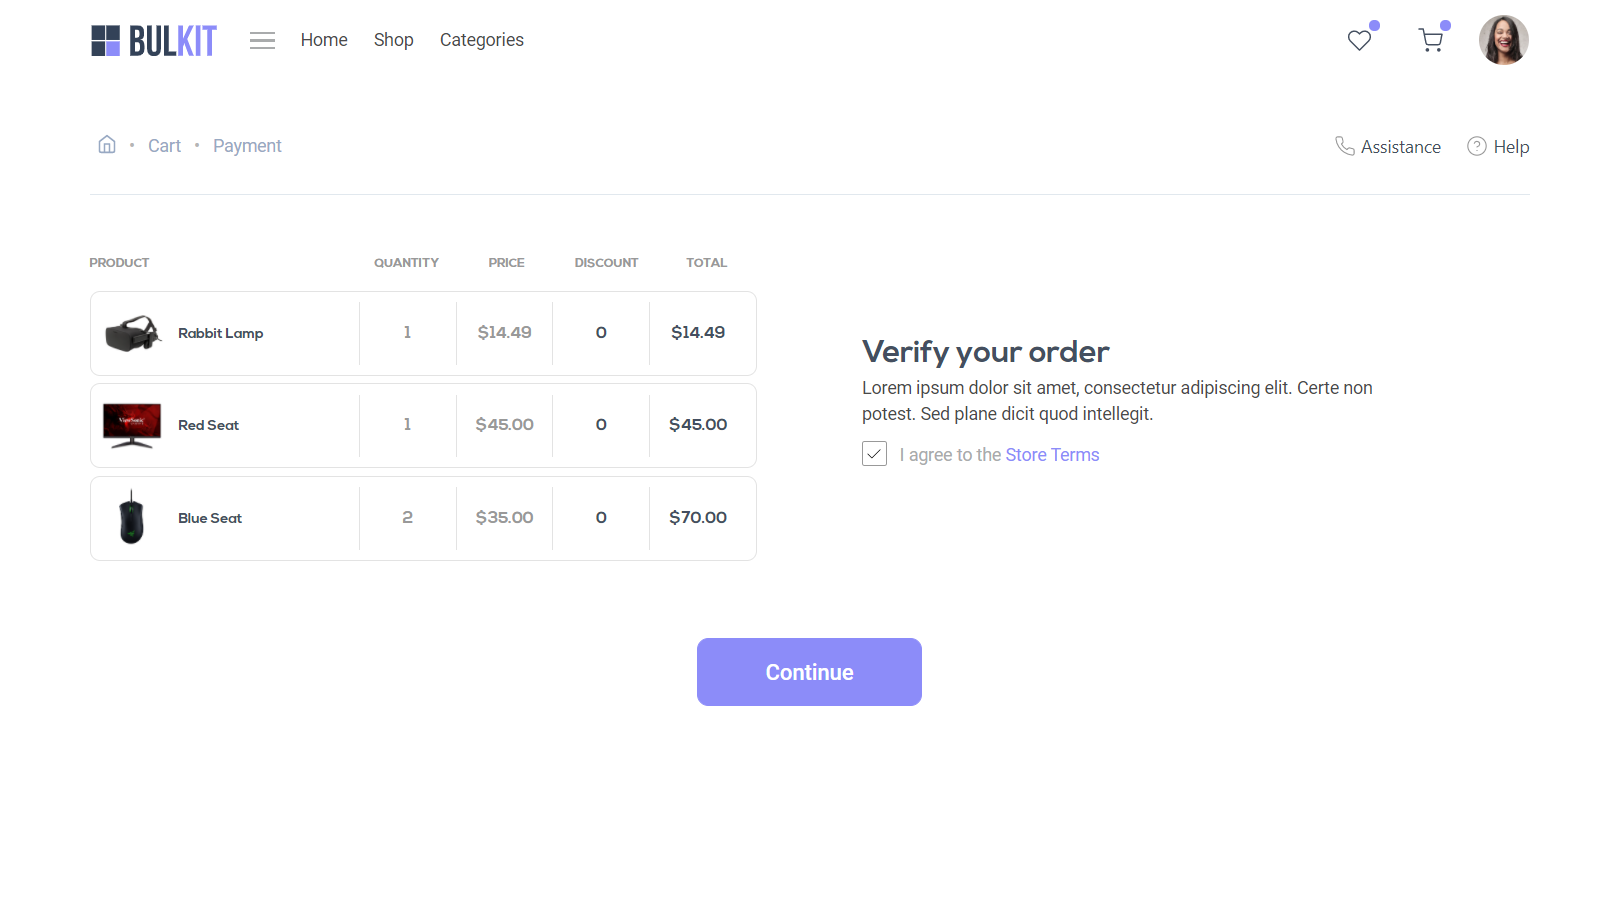 BULKIT Home Shop Categories
Cart • Payment Assistance Help
PRODUCT QUANTITY PRICE DISCOUNT TOTAL
Rabbit Lamp 1 $14.49 0 $14.49
ViewSonic
Red Seat 1 $45.00 0 $45.00
Blue Seat 2 $35.00 0 $70.00
Verify your order
Lorem ipsum dolor sit amet, consectetur adipiscing elit. Certe non
potest. Sed plane dicit quod intellegit.
I agree to the Store Terms
Continue